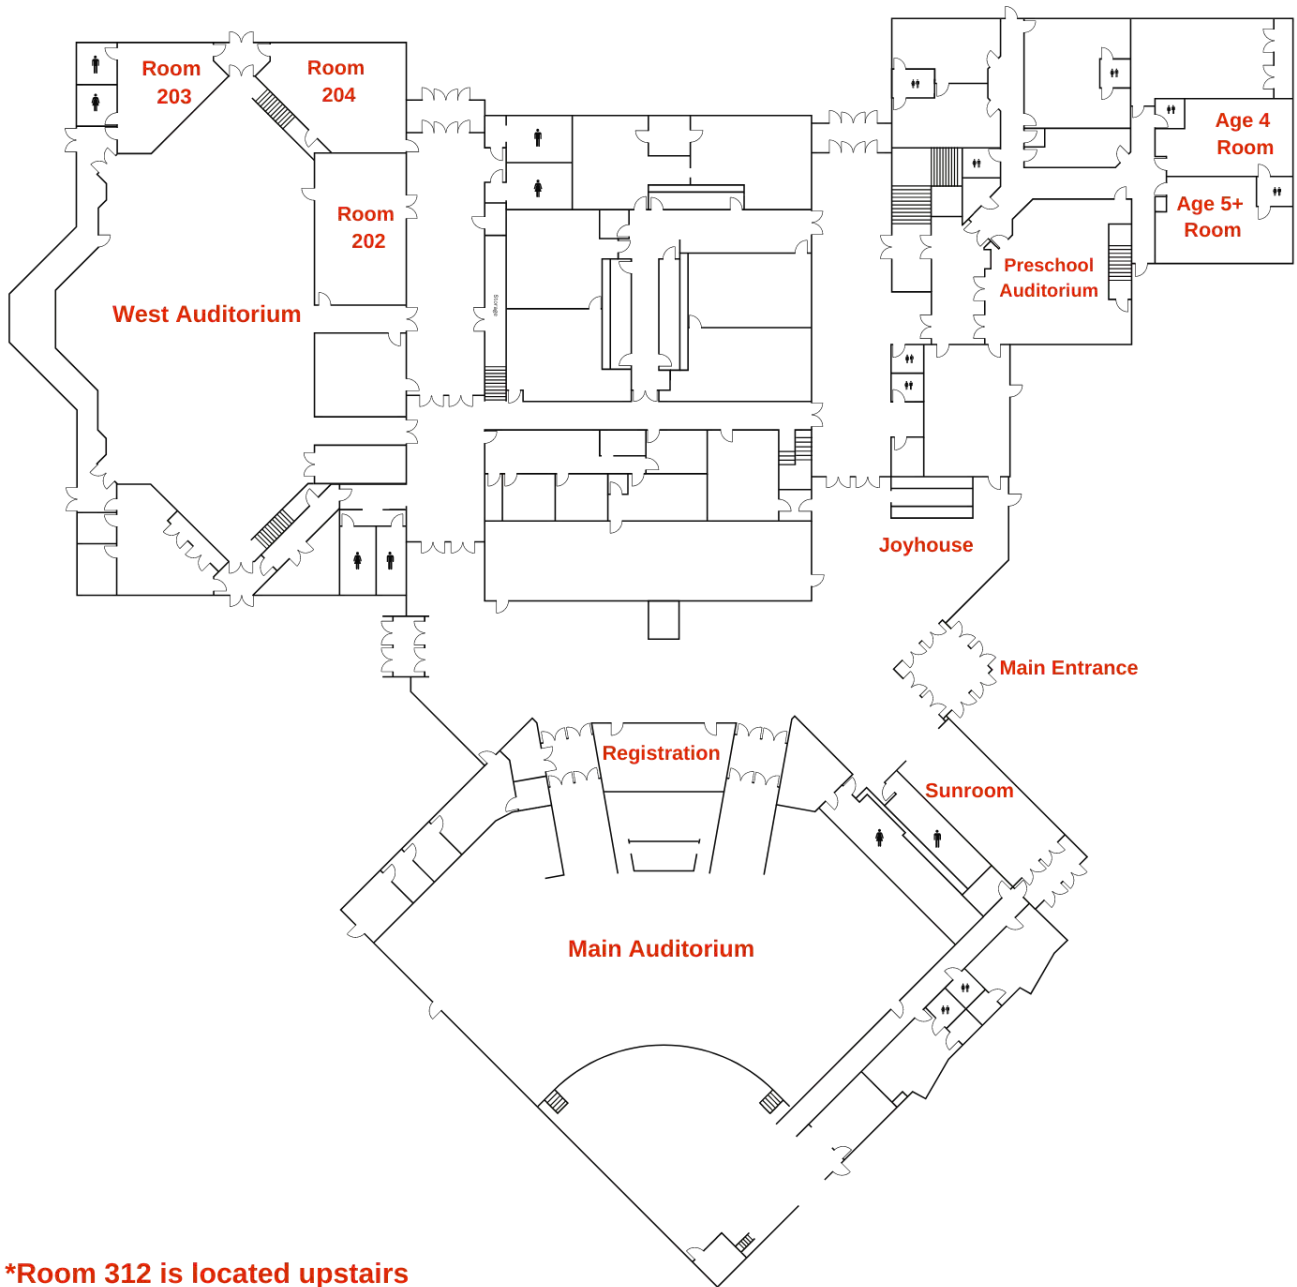 Room
203
Room
204
Age 4
Room
Age 5+
Room
Room
202
Preschool
Auditorium
Storage
West Auditorium
Joyhouse
Main Entrance
Registration
Sunroom
Main Auditorium
*Room 312 is located upstairs